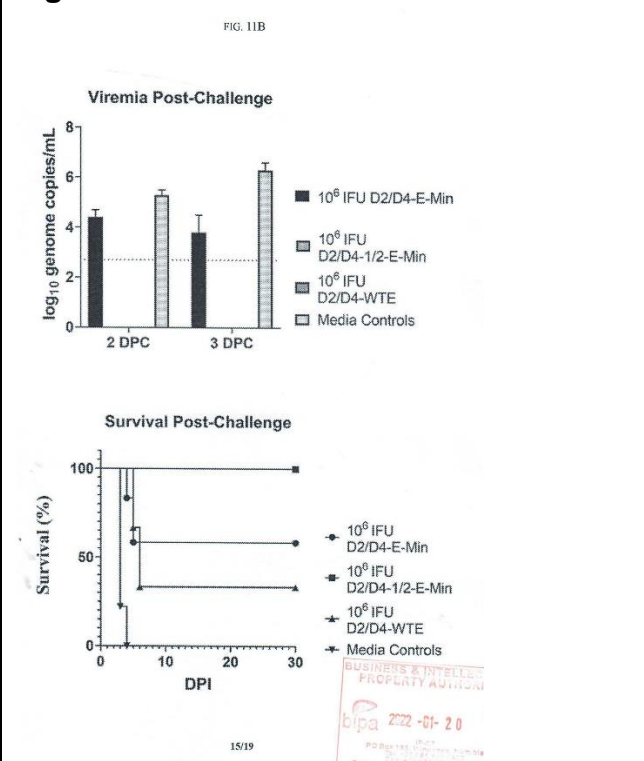 FIG. 11B
Viremia Post-Challenge
log10 genome copies/mL
8
6
4
2
0
2 DPC
3 DPC
10⁶ IFU D2/D4-E-Min
10⁶ IFU
D2/D4-1/2-E-Min
10⁶ IFU
D2/D4-WTE
Media Controls
Survival Post-Challenge
Survival (%)
100
50
0
0
10
20
30
DPI
10⁶ IFU
D2/D4-E-Min
10⁶ IFU
D2/D4-1/2-E-Min
10⁶ IFU
D2/D4-WTE
Media Controls
BUSINESS & INTELLEC
PROPERTY AUTHORI
bipa 2022 -01- 20
15/19